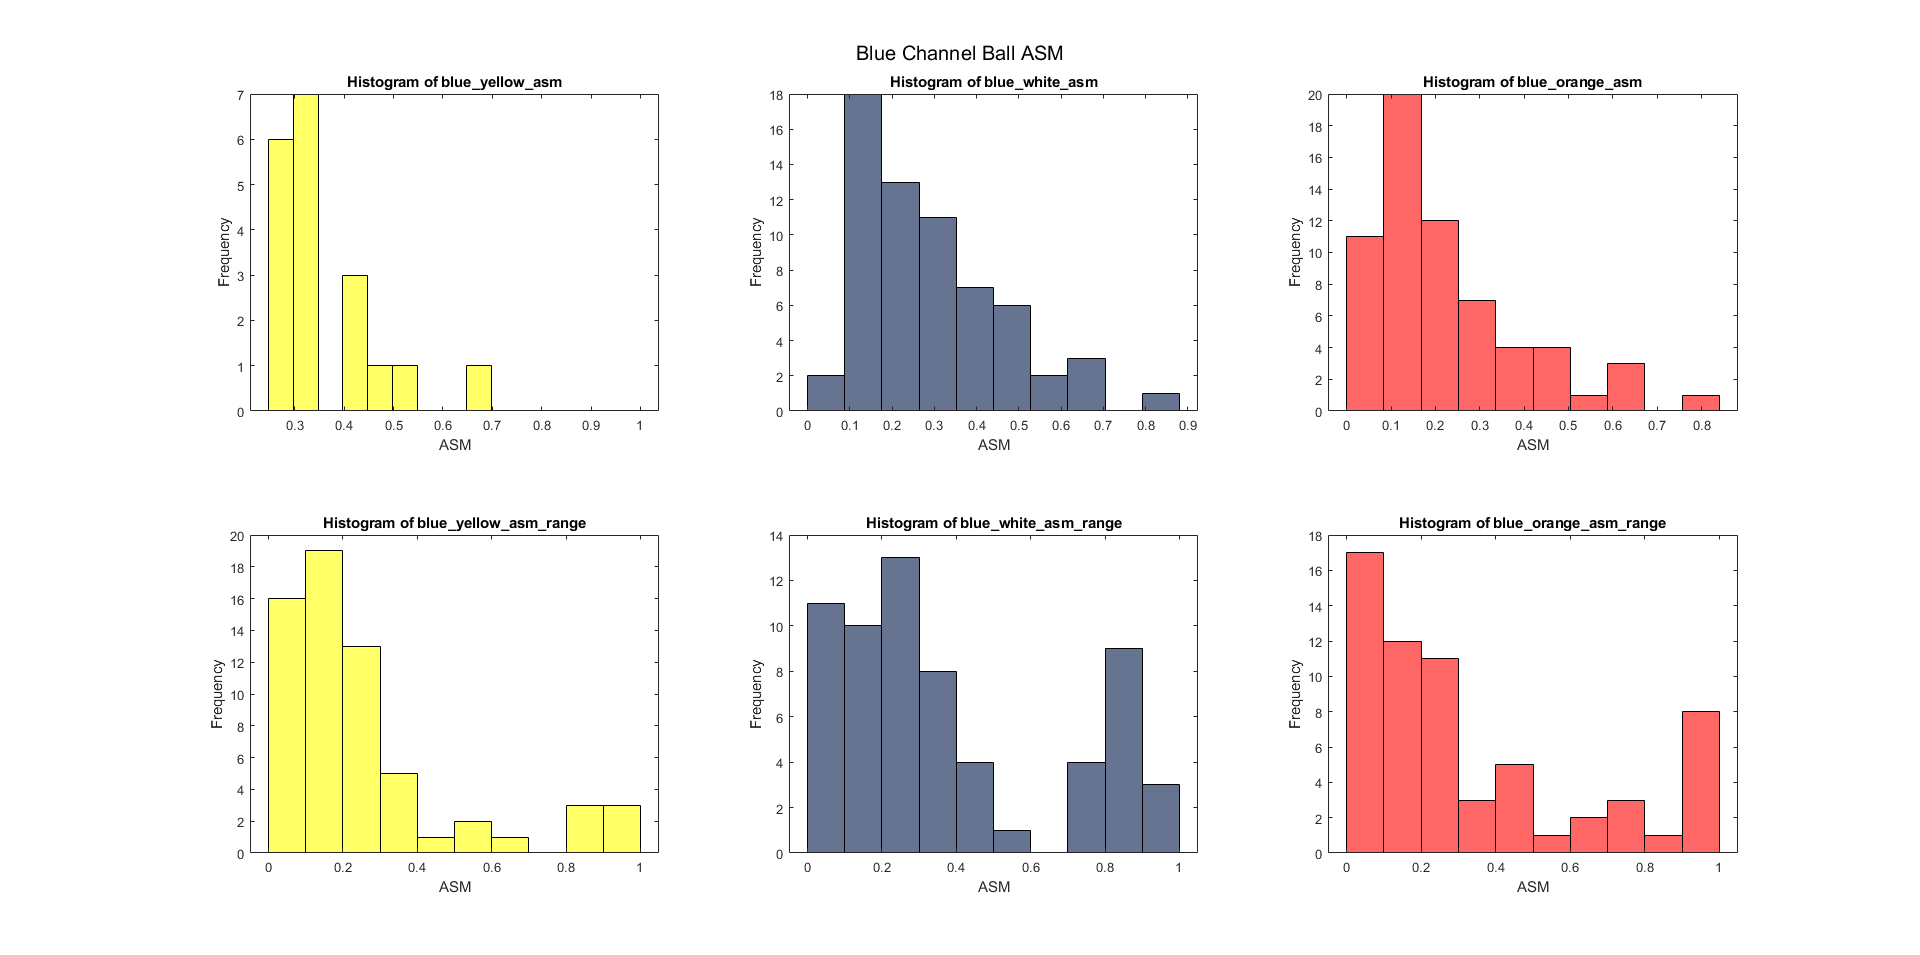 Blue Channel Ball ASM
Histogram of blue_yellow_asm
7
6
5
4
3
2
1
0
Frequency
0.3 0.4 0.5 0.6 0.7 0.8 0.9 1
ASM
Histogram of blue_white_asm
18
16
14
12
10
8
6
4
2
0
Frequency
0 0.1 0.2 0.3 0.4 0.5 0.6 0.7 0.8 0.9
ASM
Histogram of blue_orange_asm
20
18
16
14
12
10
8
6
4
2
0
Frequency
0 0.1 0.2 0.3 0.4 0.5 0.6 0.7 0.8
ASM
Histogram of blue_yellow_asm_range
20
18
16
14
12
10
8
6
4
2
0
Frequency
0 0.2 0.4 0.6 0.8 1
ASM
Histogram of blue_white_asm_range
14
12
10
8
6
4
2
0
Frequency
0 0.2 0.4 0.6 0.8 1
ASM
Histogram of blue_orange_asm_range
18
16
14
12
10
8
6
4
2
0
Frequency
0 0.2 0.4 0.6 0.8 1
ASM